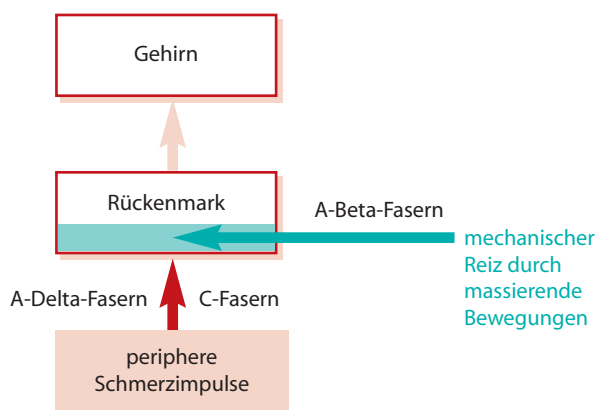 Gehirn
Rückenmark
A-Beta-Fasern
mechanischer
Reiz durch
massierende
Bewegungen
A-Delta-Fasern
C-Fasern
periphere
Schmerzimpulse